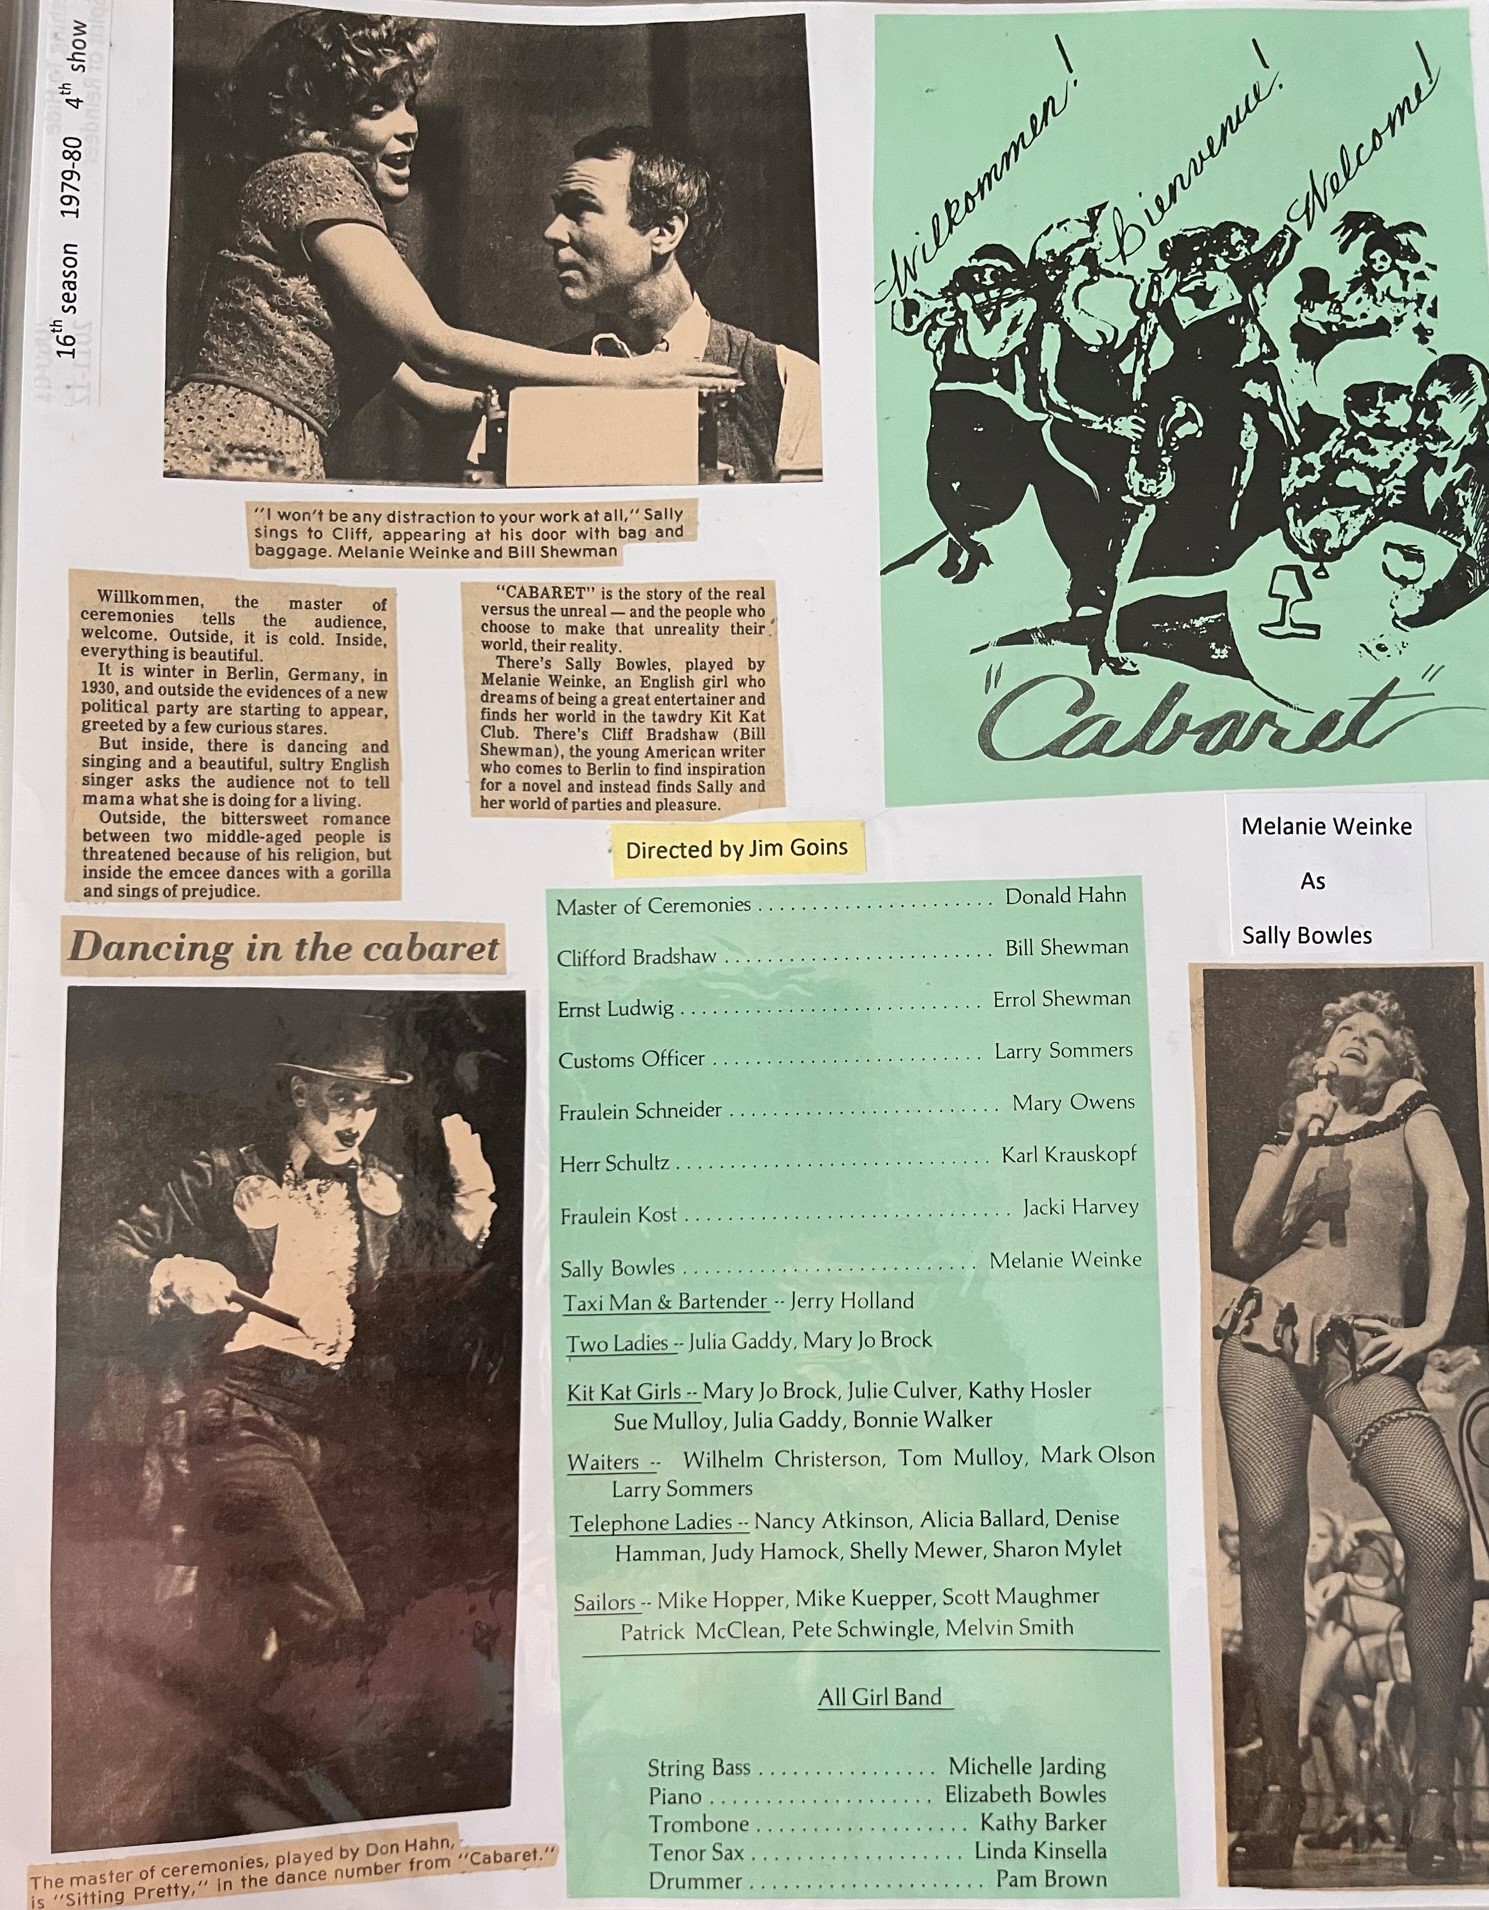 16th season 1979-80 4th show
Wilkommen!
Bienvenue!
Welcome!
"Cabaret"
"I won't be any distraction to your work at all," Sally
sings to Cliff, appearing at his door with bag and
baggage. Melanie Weinke and Bill Shewman
Willkommen, the master of
ceremonies tells the audience,
welcome. Outside, it is cold. Inside,
everything is beautiful.
It is winter in Berlin, Germany, in
1930, and outside the evidences of a new
political party are starting to appear,
greeted by a few curious stares.
But inside, there is dancing and
singing and a beautiful, sultry English
singer asks the audience not to tell
mama what she is doing for a living.
Outside, the bittersweet romance
between two middle-aged people is
threatened because of his religion, but
inside the emcee dances with a gorilla
and sings of prejudice.
"CABARET" is the story of the real
versus the unreal — and the people who
choose to make that unreality their
world, their reality.
There's Sally Bowles, played by
Melanie Weinke, an English girl who
dreams of being a great entertainer and
finds her world in the tawdry Kit Kat
Club. There's Cliff Bradshaw (Bill
Shewman), the young American writer
who comes to Berlin to find inspiration
for a novel and instead finds Sally and
her world of parties and pleasure.
Directed by Jim Goins
Melanie Weinke
As
Sally Bowles
Dancing in the cabaret
The master of ceremonies, played by Don Hahn,
is "Sitting Pretty," in the dance number from "Cabaret."
Master of Ceremonies ...................... Donald Hahn
Clifford Bradshaw ......................... Bill Shewman
Ernst Ludwig ............................ Errol Shewman
Customs Officer ......................... Larry Sommers
Fraulein Schneider ......................... Mary Owens
Herr Schultz ............................. Karl Krauskopf
Fraulein Kost ............................... Jacki Harvey
Sally Bowles ........................... Melanie Weinke
Taxi Man & Bartender -- Jerry Holland
Two Ladies -- Julia Gaddy, Mary Jo Brock
Kit Kat Girls -- Mary Jo Brock, Julie Culver, Kathy Hosler
Sue Mulloy, Julia Gaddy, Bonnie Walker
Waiters -- Wilhelm Christerson, Tom Mulloy, Mark Olson
Larry Sommers
Telephone Ladies -- Nancy Atkinson, Alicia Ballard, Denise
Hamman, Judy Hamock, Shelly Mewer, Sharon Mylet
Sailors -- Mike Hopper, Mike Kuepper, Scott Maughmer
Patrick McClean, Pete Schwingle, Melvin Smith
All Girl Band
String Bass ................ Michelle Jarding
Piano .................... Elizabeth Bowles
Trombone .................. Kathy Barker
Tenor Sax ................... Linda Kinsella
Drummer ..................... Pam Brown